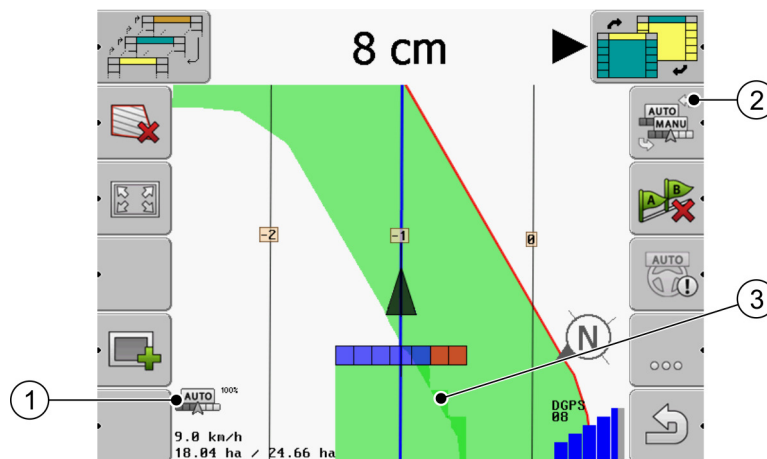 8 cm
AUTO
MANU
2
A B
-2
-1
0
AUTO
3
N
1
AUTO
100%
DGPS
08
9.0 km/h
18.04 ha / 24.66 ha